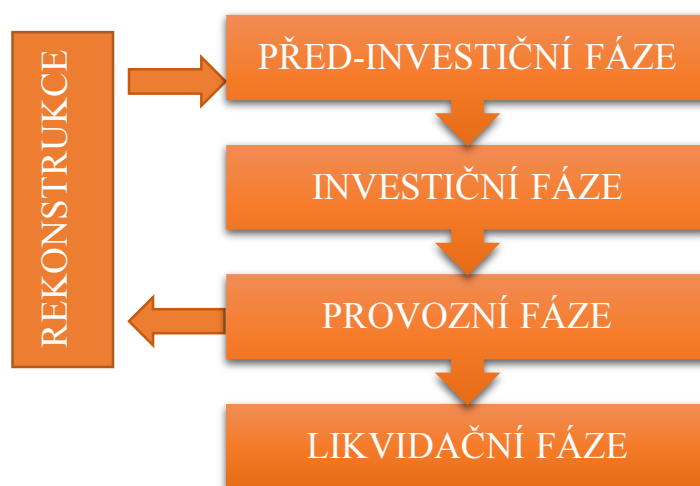 REKONSTRUKCE
PŘED-INVESTIČNÍ FÁZE
INVESTIČNÍ FÁZE
PROVOZNÍ FÁZE
LIKVIDAČNÍ FÁZE